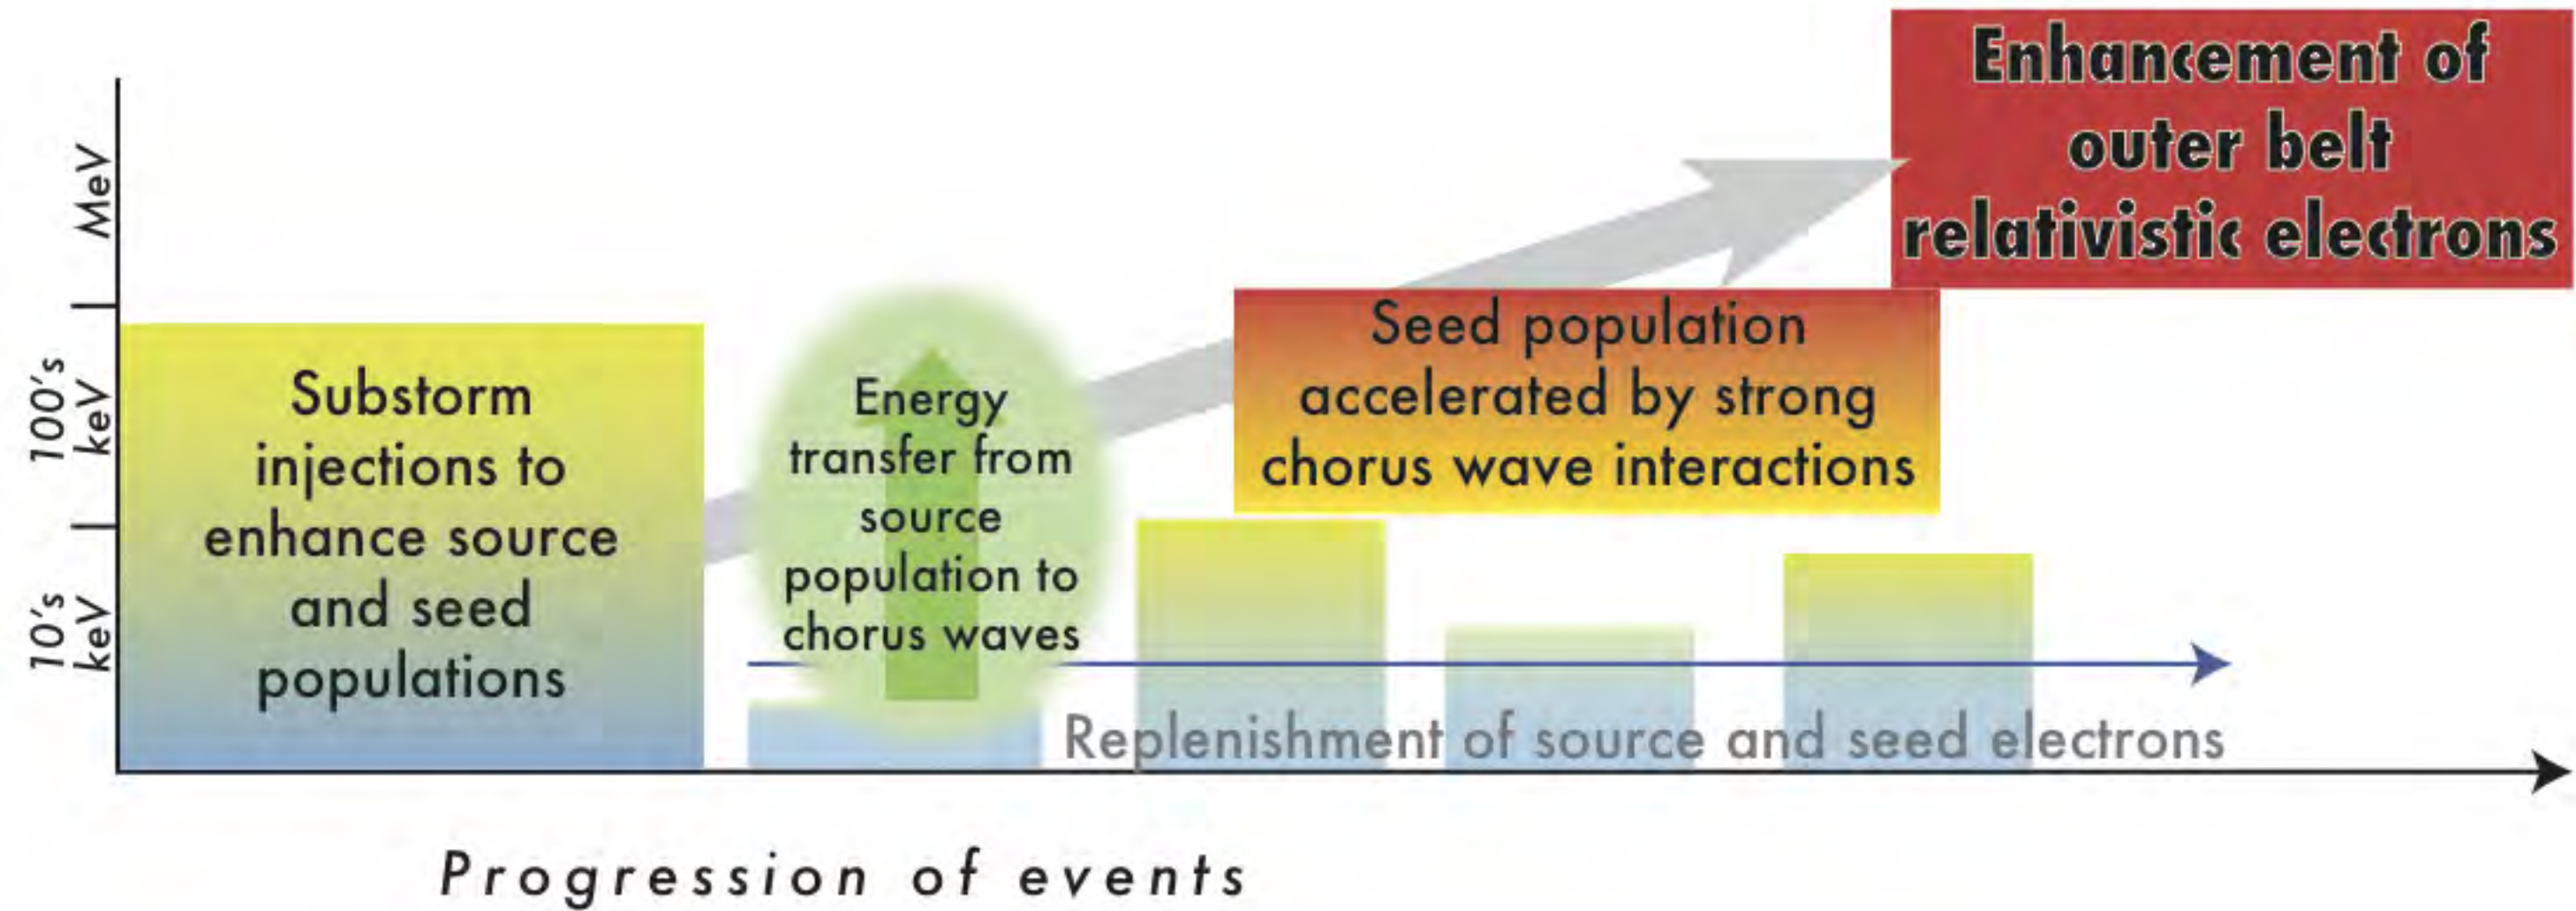 Enhancement of
outer belt
relativistic electrons
MeV
100's
keV
10's
keV
Substorm
injections to
enhance source
and seed
populations
Energy
transfer from
source
population to
chorus waves
Seed population
accelerated by strong
chorus wave interactions
Replenishment of source and seed electrons
Progression of events